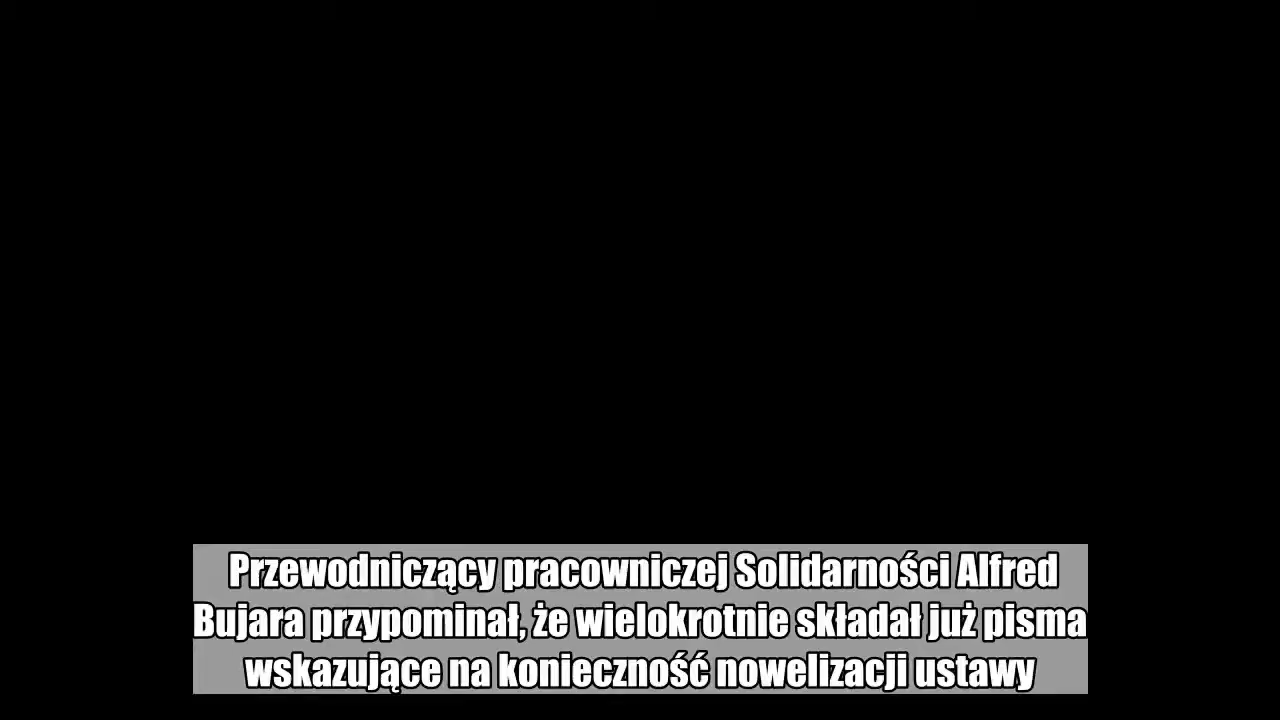 Przewodniczący pracowniczej Solidarności Alfred
Bujara przypominał, że wielokrotnie składał już pisma
wskazujące na konieczność nowelizacji ustawy